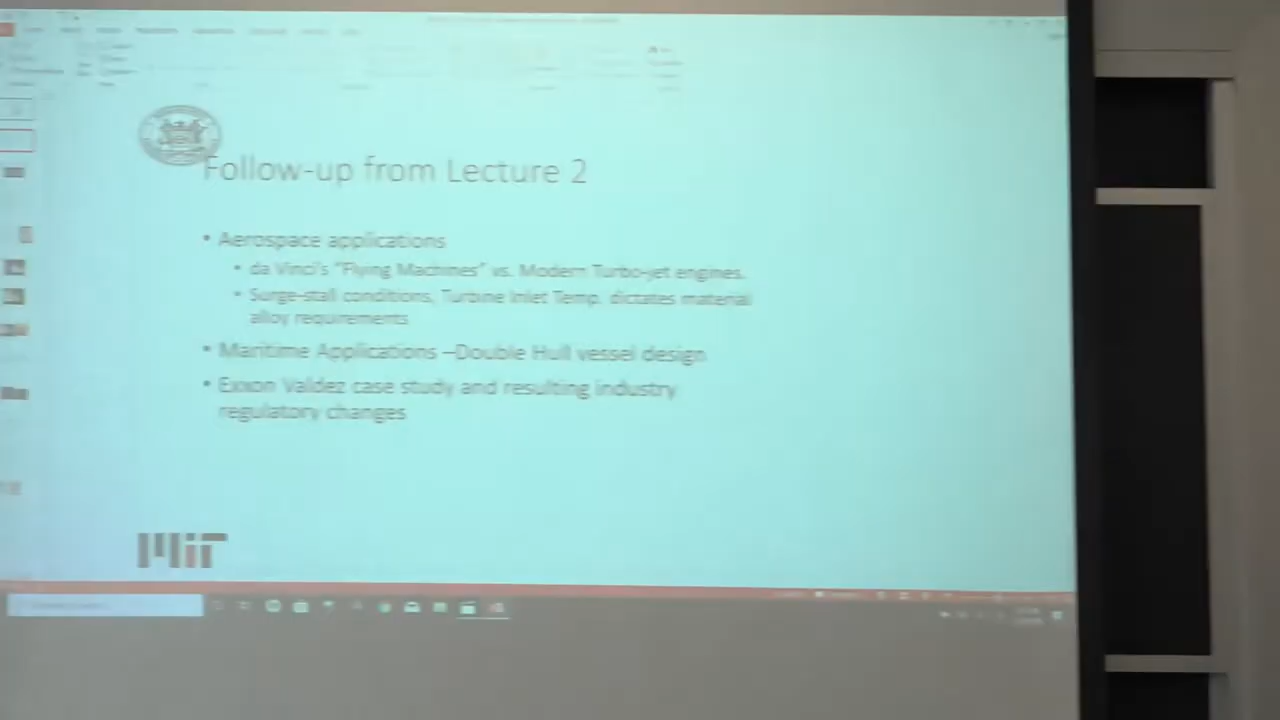 Follow-up from Lecture 2
• Aerospace applications
• da Vinci's "Flying Machines" vs. Modern Turbo-jet engines.
• Surge-stall conditions, Turbine Inlet Temp. dictates material
alloy requirements
• Maritime Applications –Double Hull vessel design
• Exxon Valdez case study and resulting industry
regulatory changes
MIT